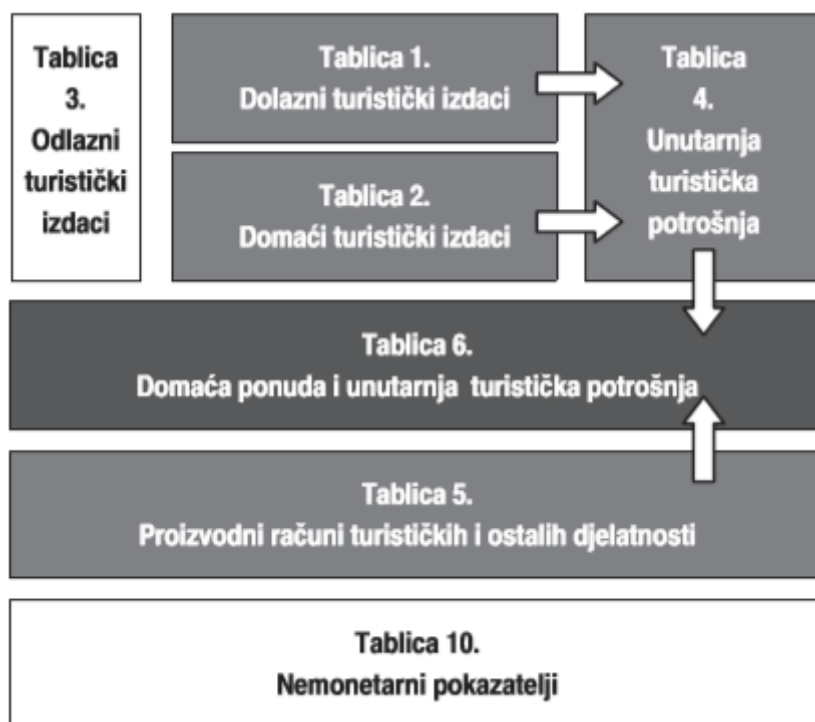 Tablica
3.
Odlazni
turistički
izdaci
Tablica 1.
Dolazni turistički izdaci
Tablica 2.
Domaći turistički izdaci
Tablica
4.
Unutarnja
turistička
potrošnja
Tablica 6.
Domaća ponuda i unutarnja turistička potrošnja
Tablica 5.
Proizvodni računi turističkih i ostalih djelatnosti
Tablica 10.
Nemonetarni pokazatelji